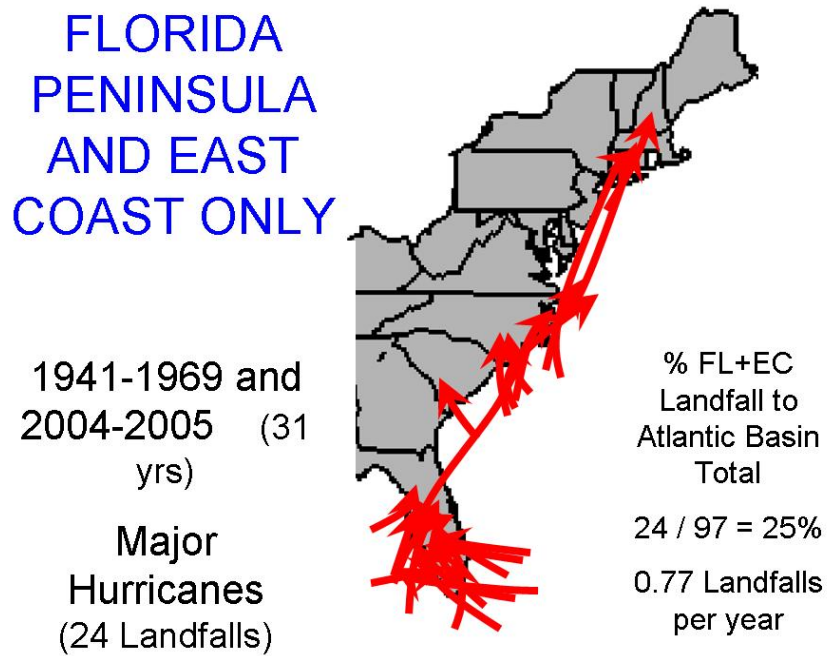 FLORIDA
PENINSULA
AND EAST
COAST ONLY
1941-1969 and
2004-2005 (31
yrs)
Major
Hurricanes
(24 Landfalls)
% FL+EC
Landfall to
Atlantic Basin
Total
24 / 97 = 25%
0.77 Landfalls
per year